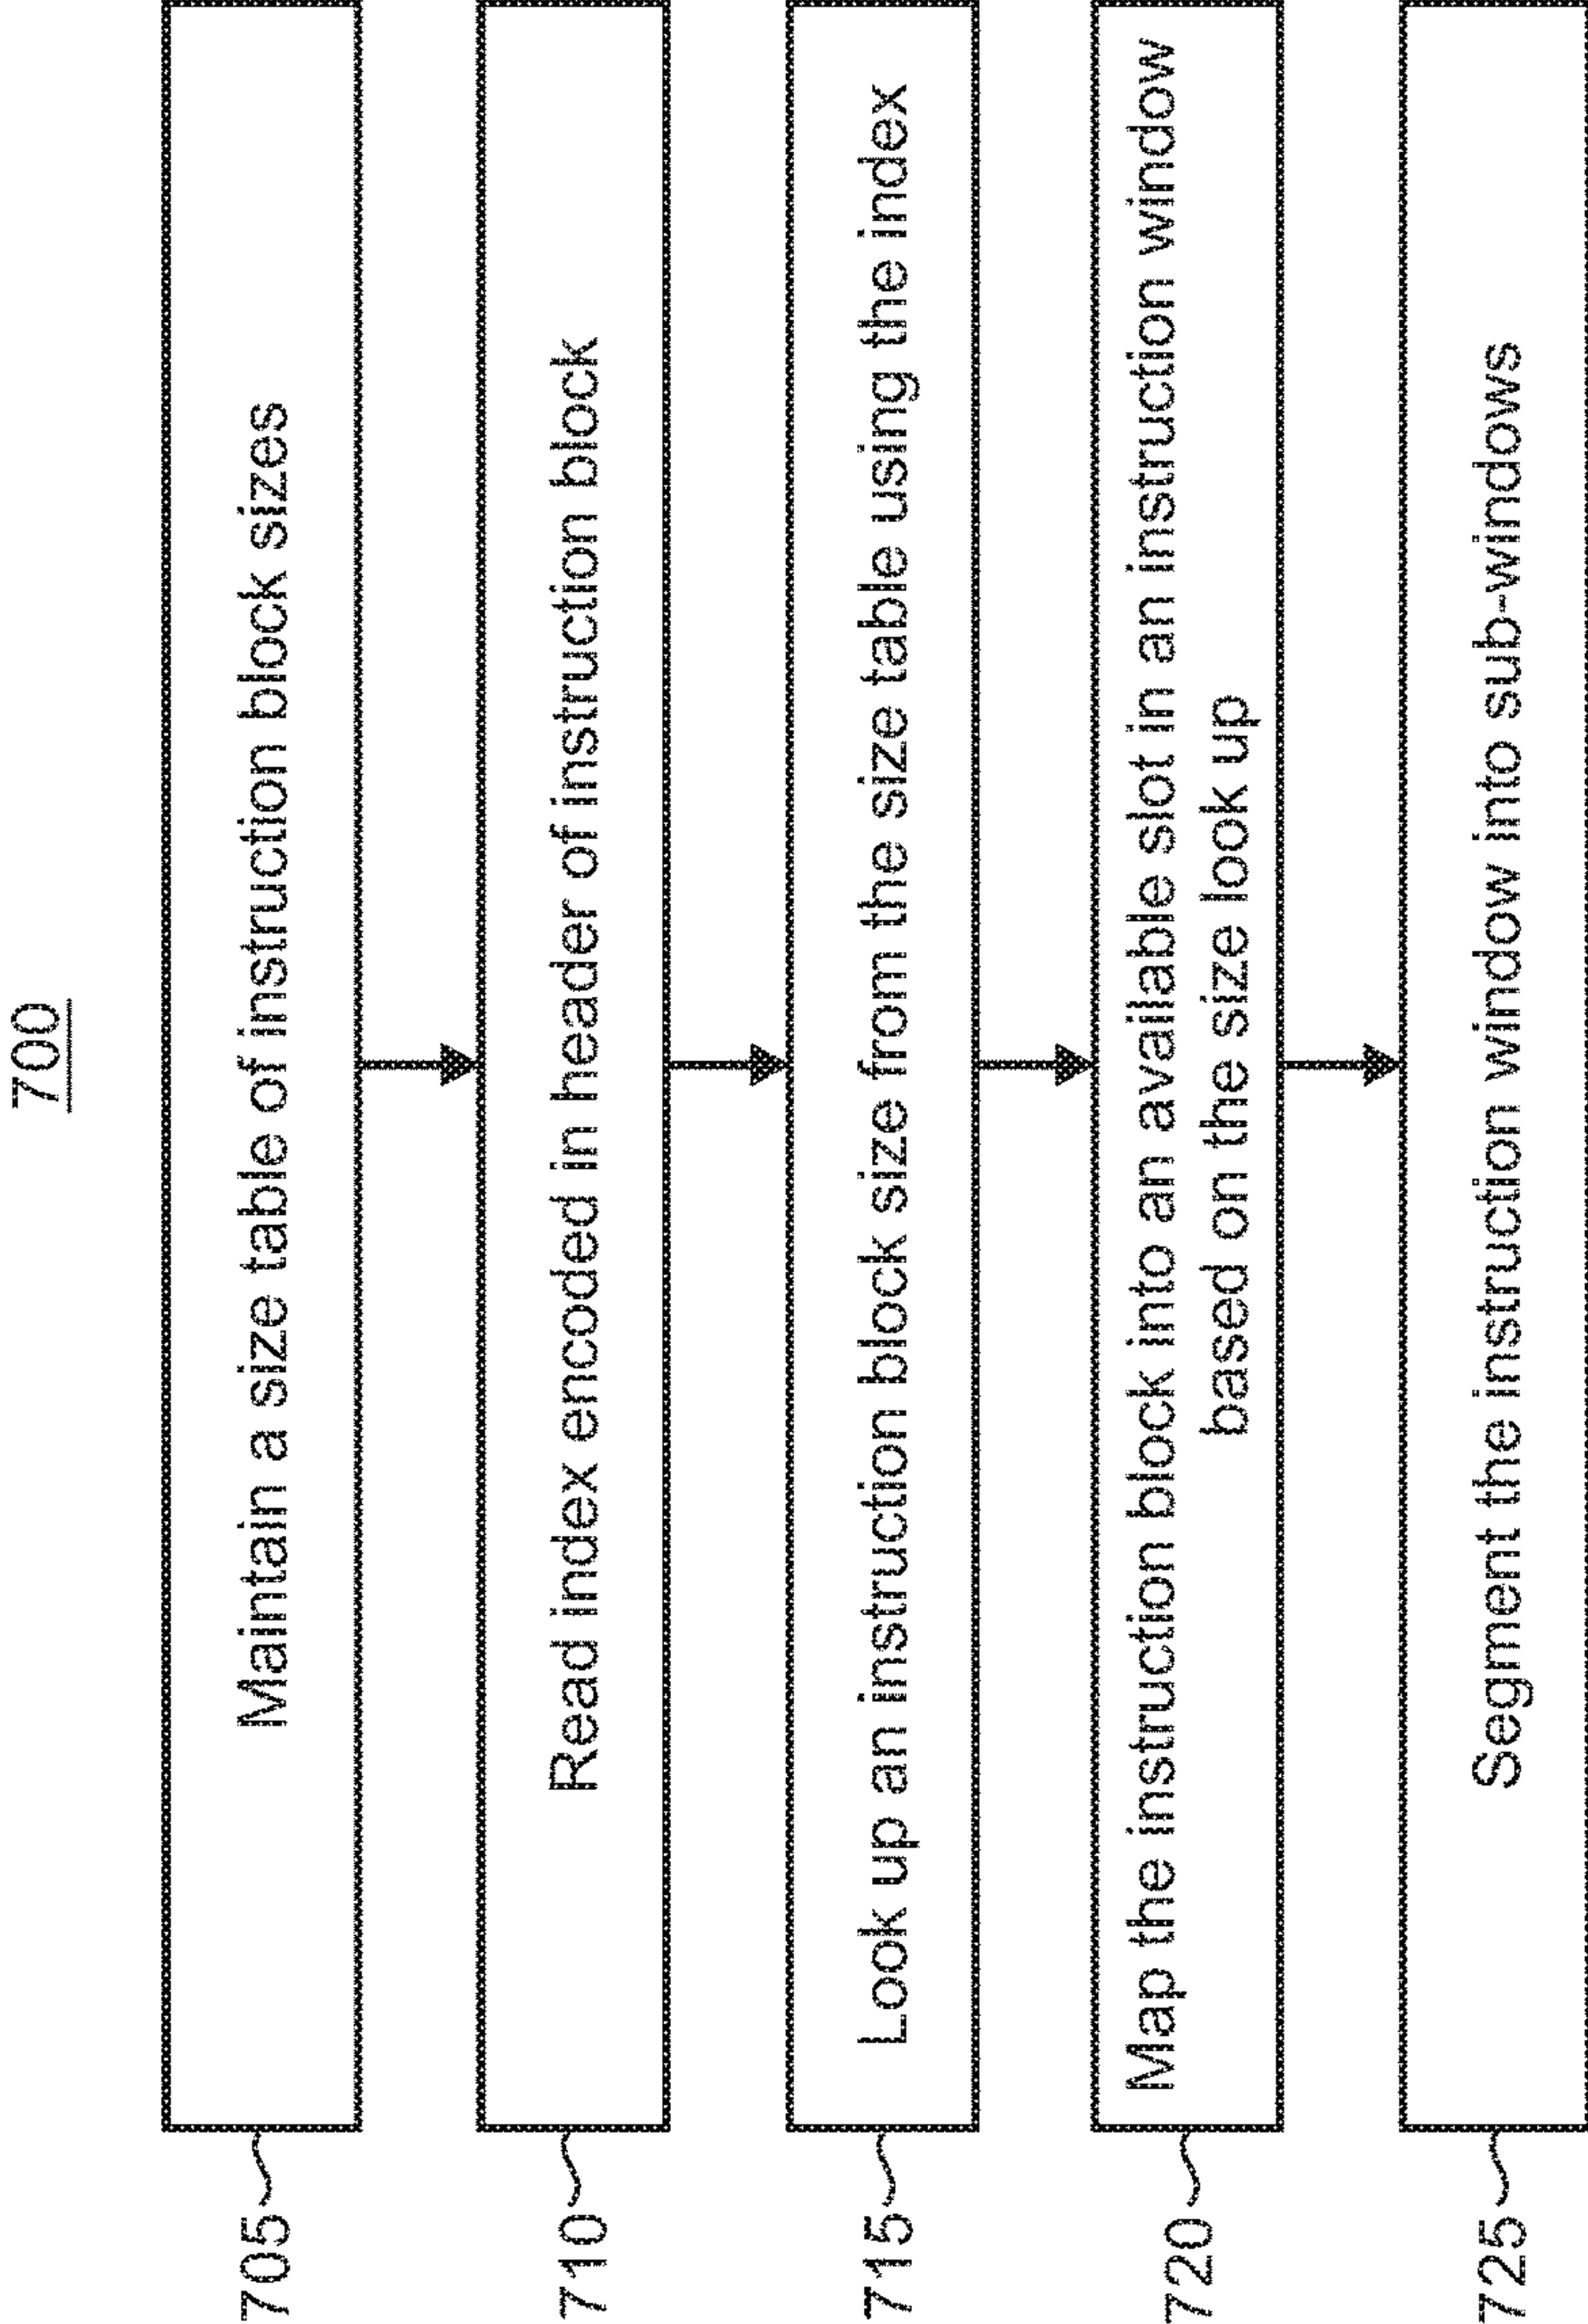 700
705
Maintain a size table of instruction block sizes
710
Read index encoded in header of instruction block
715
Look up an instruction block size from the size table using the index
720
Map the instruction block into an available slot in an instruction window
based on the size look up
725
Segment the instruction window into sub-windows